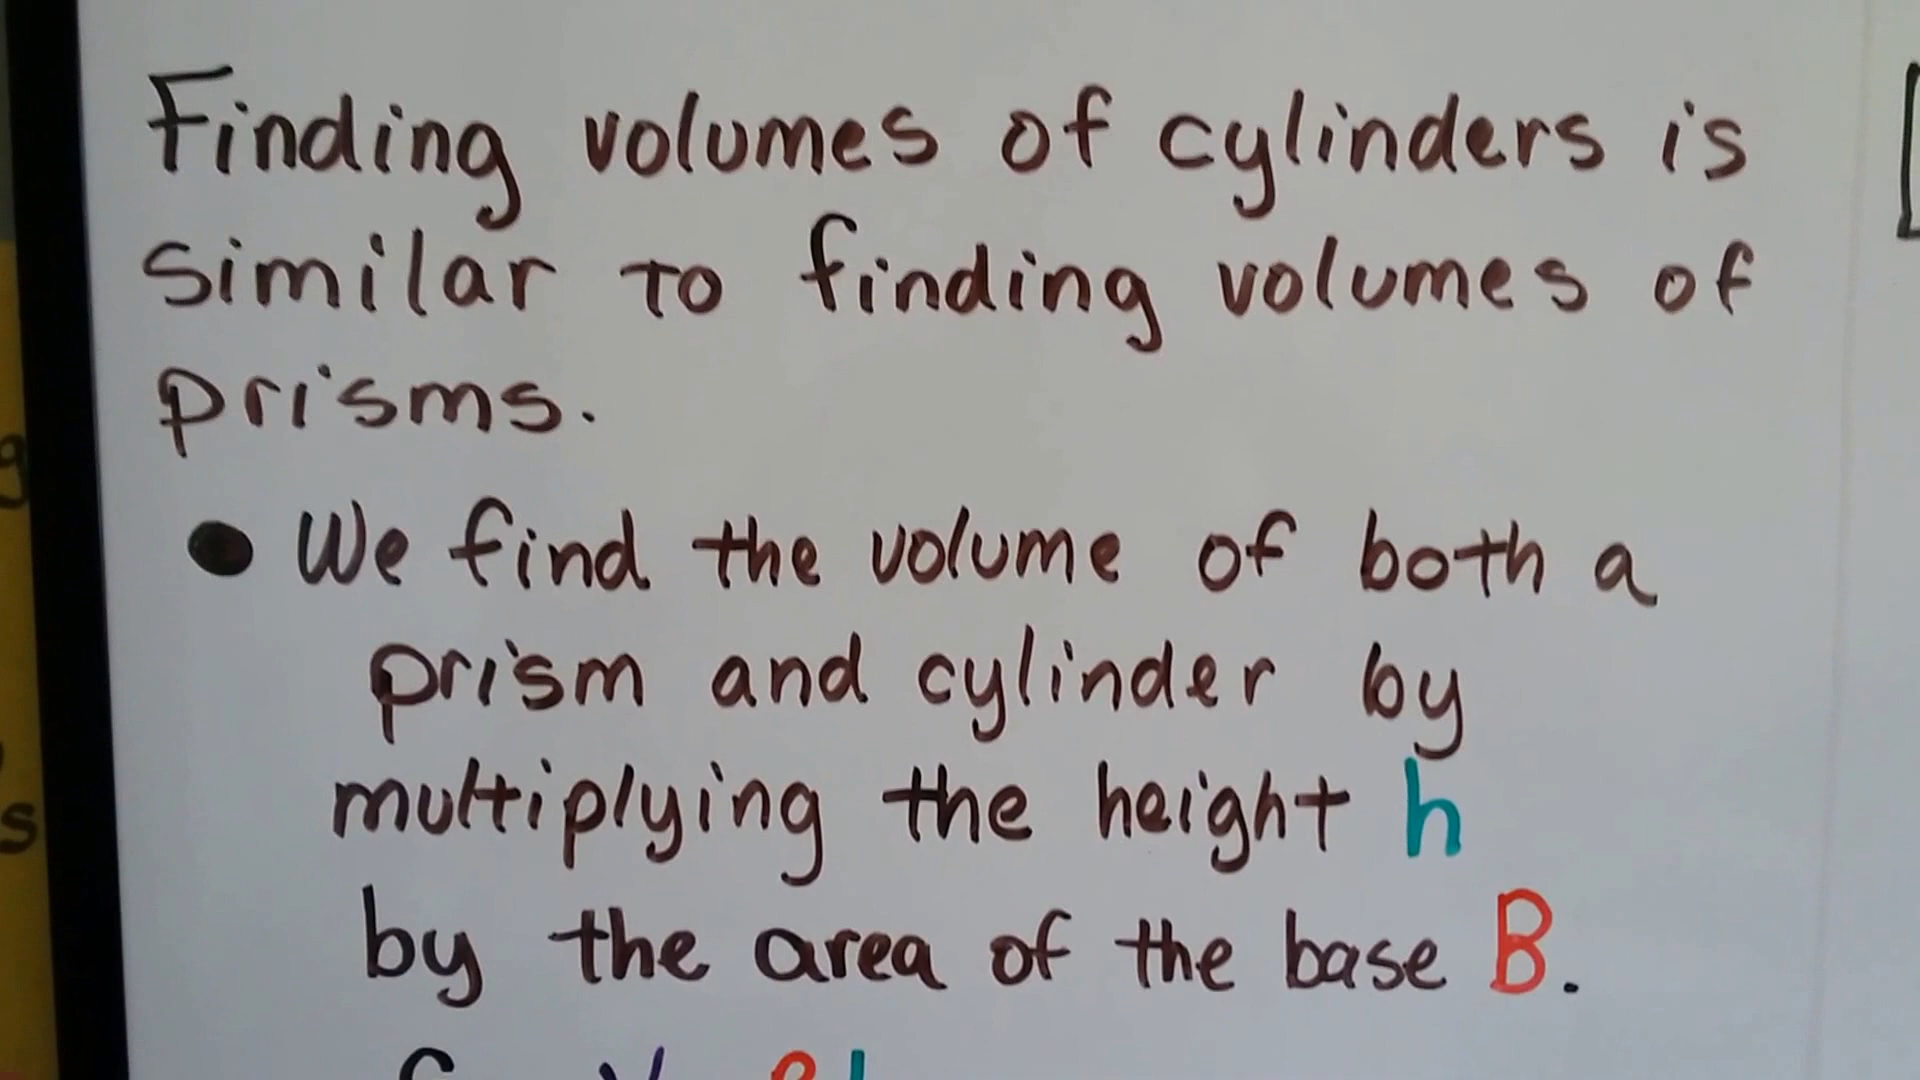 Finding volumes of cylinders is
similar to finding volumes of
prisms.
● We find the volume of both a
prism and cylinder by
multiplying the height h
by the area of the base B.